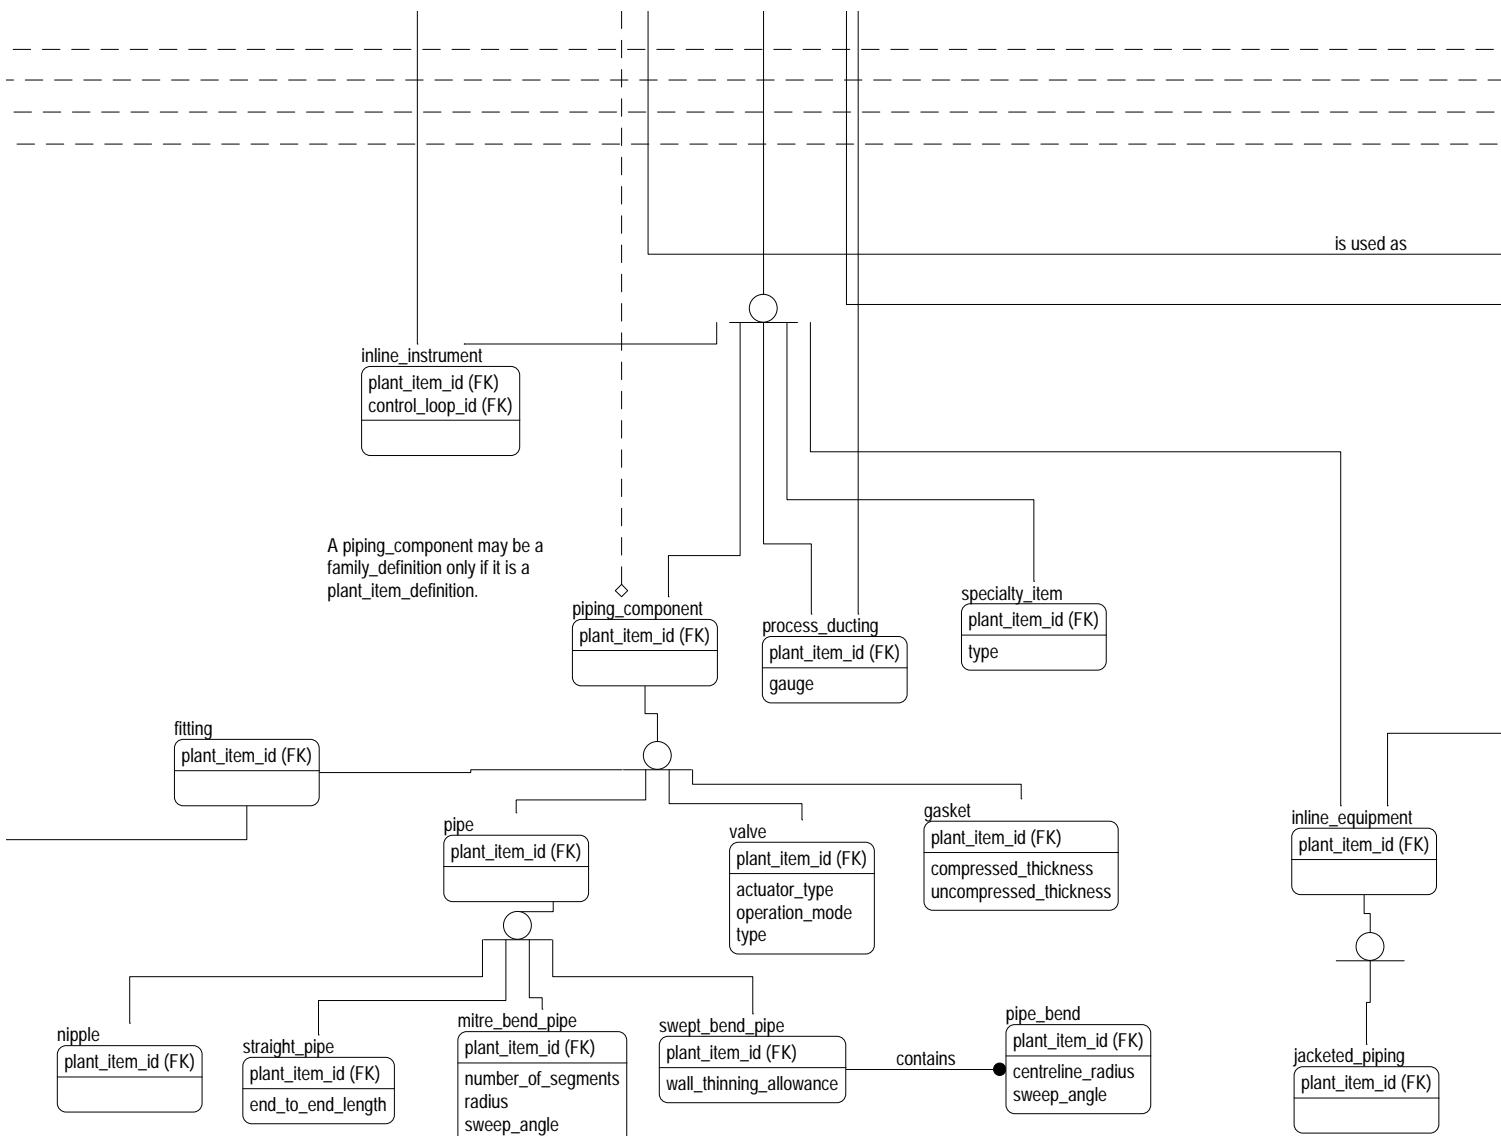 is used as
inline_instrument
plant_item_id (FK)
control_loop_id (FK)
A piping_component may be a
family_definition only if it is a
plant_item_definition.
piping_component
plant_item_id (FK)
process_ducting
plant_item_id (FK)
gauge
specialty_item
plant_item_id (FK)
type
fitting
plant_item_id (FK)
pipe
plant_item_id (FK)
valve
plant_item_id (FK)
actuator_type
operation_mode
type
gasket
plant_item_id (FK)
compressed_thickness
uncompressed_thickness
inline_equipment
plant_item_id (FK)
nipple
plant_item_id (FK)
straight_pipe
plant_item_id (FK)
end_to_end_length
mitre_bend_pipe
plant_item_id (FK)
number_of_segments
radius
sweep_angle
swept_bend_pipe
plant_item_id (FK)
wall_thinning_allowance
contains
pipe_bend
plant_item_id (FK)
centreline_radius
sweep_angle
jacketed_piping
plant_item_id (FK)